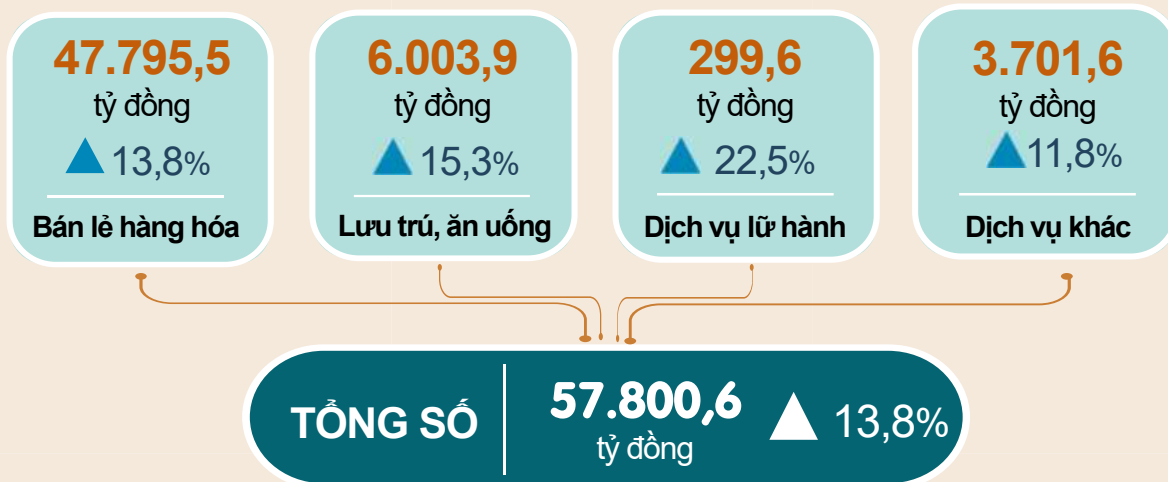 47.795,5
tỷ đồng
13,8%
Bán lẻ hàng hóa
6.003,9
tỷ đồng
15,3%
Lưu trú, ăn uống
299,6
tỷ đồng
22,5%
Dịch vụ lữ hành
3.701,6
tỷ đồng
11,8%
Dịch vụ khác
TỔNG SỐ
57.800,6
tỷ đồng
13,8%